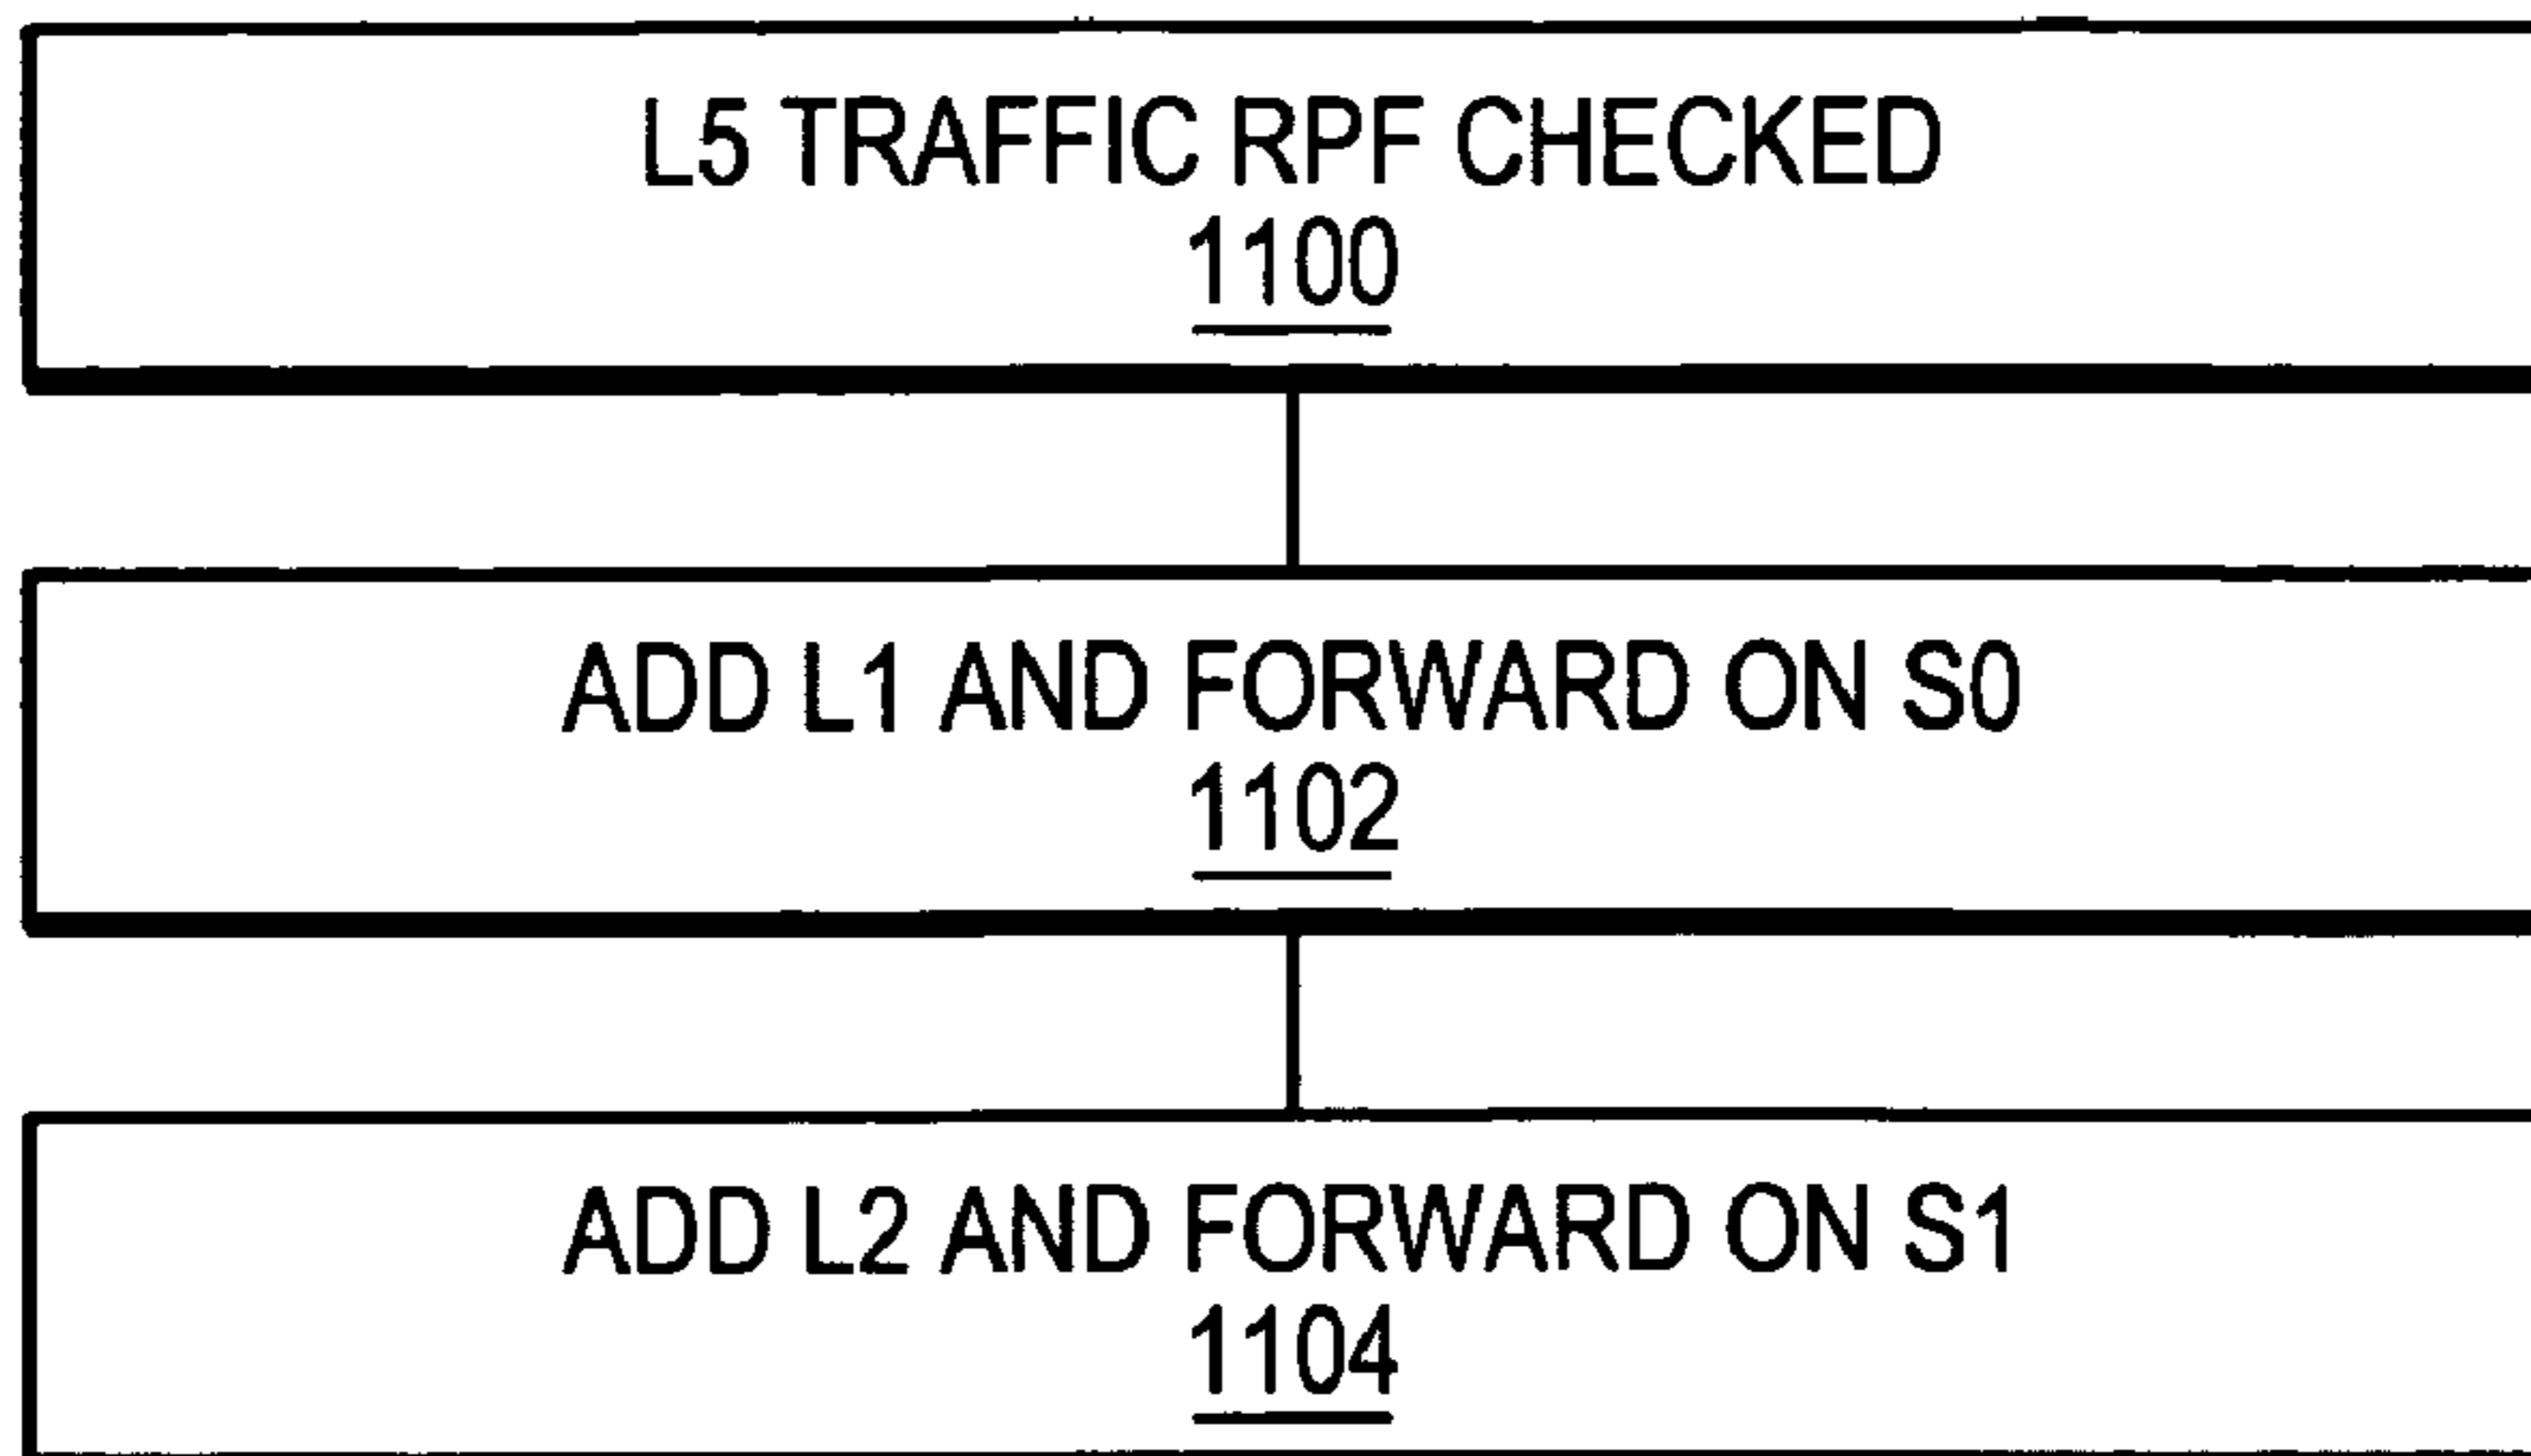 L5 TRAFFIC RPF CHECKED
1100
ADD L1 AND FORWARD ON S0
1102
ADD L2 AND FORWARD ON S1
1104